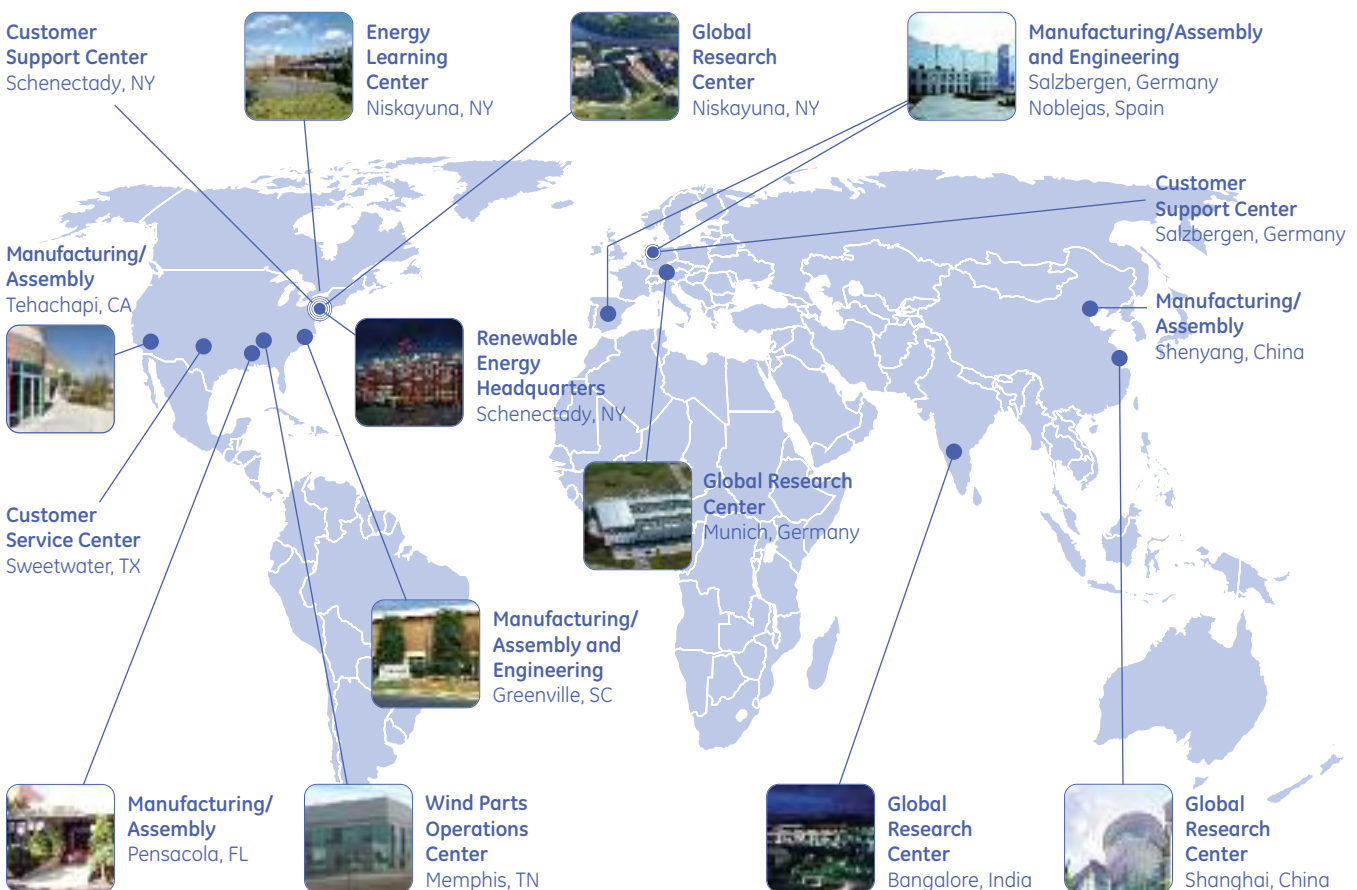 Customer
Support Center
Schenectady, NY
Energy
Learning
Center
Niskayuna, NY
Global
Research
Center
Niskayuna, NY
Manufacturing/Assembly
and Engineering
Salzbergen, Germany
Noblejas, Spain
Customer
Support Center
Salzbergen, Germany
Manufacturing/
Assembly
Tehachapi, CA
Renewable
Energy
Headquarters
Schenectady, NY
Manufacturing/
Assembly
Shenyang, China
Customer
Service Center
Sweetwater, TX
Global Research
Center
Munich, Germany
Manufacturing/
Assembly and
Engineering
Greenville, SC
Manufacturing/
Assembly
Pensacola, FL
Wind Parts
Operations
Center
Memphis, TN
Global
Research
Center
Bangalore, India
Global
Research
Center
Shanghai, China